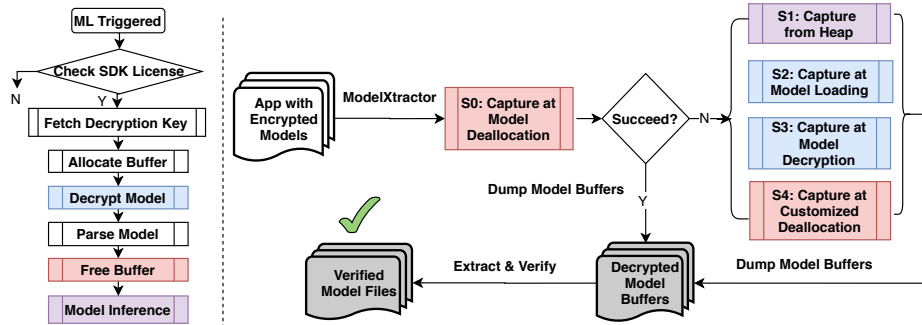 ML Triggered
Check SDK License
N
Y
Fetch Decryption Key
Allocate Buffer
Decrypt Model
Parse Model
Free Buffer
Model Inference
App with
Encrypted
Models
ModelXtractor
S0: Capture at
Model
Deallocation
Succeed?
N
Y
S1: Capture
from Heap
S2: Capture at
Model Loading
S3: Capture at
Model
Decryption
S4: Capture at
Customized
Deallocation
Dump Model Buffers
Dump Model Buffers
Decrypted
Model
Buffers
Extract & Verify
Verified
Model Files